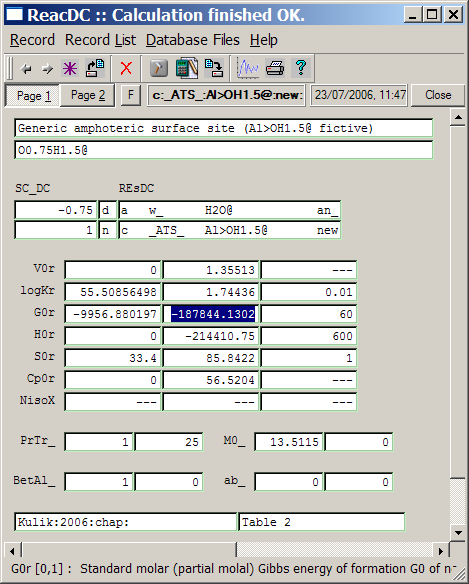 ReacDC :: Calculation finished OK.
Record Record List Database Files Help
Page 1 Page 2 F c:_ATS_:Al>OH1.5@:new: 23/07/2006, 11:47 Close
Generic amphoteric surface site (Al>OH1.5@ fictive)
O0.75H1.5@
SC_DC REsDC
-0.75 d a w_ H2O@ an_
1 n c _ATS_ Al>OH1.5@ new
V0r 0 1.35513 ---
logKr 55.50856498 1.74436 0.01
G0r -9956.880197 -187844.1302 60
H0r 0 -214410.75 600
S0r 33.4 85.8422 1
Cp0r 0 56.5204 ---
NisoX --- --- ---
PrTr_ 1 25 M0_ 13.5115 0
BetAl_ 1 0 ab_ 0 0
Kulik:2006:chap: Table 2
G0r [0,1] : Standard molar (partial molal) Gibbs energy of formation G0 of